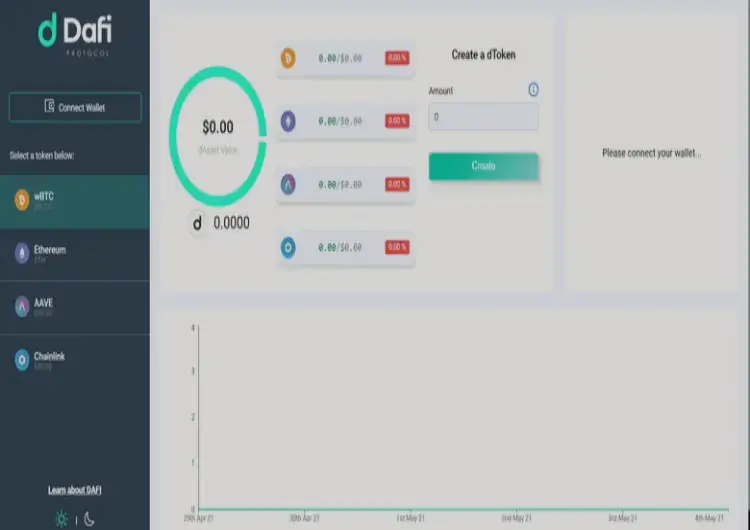 Dafi
PROTOCOL
Connect Wallet
Select a token below:
wBTC
Ethereum
ETH
AAVE
Chainlink
Learn about DAFI
$0.00
dAsset Value
d 0.0000
0.00/$0.00 0.00 %
0.00/$0.00 0.00 %
0.00/$0.00 0.00 %
0.00/$0.00 0.00 %
Create a dToken
Amount
0
Create
Please connect your wallet...
4
3
2
1
0
29th Apr 21 30th Apr 21 1st May 21 2nd May 21 3rd May 21 4th May 21